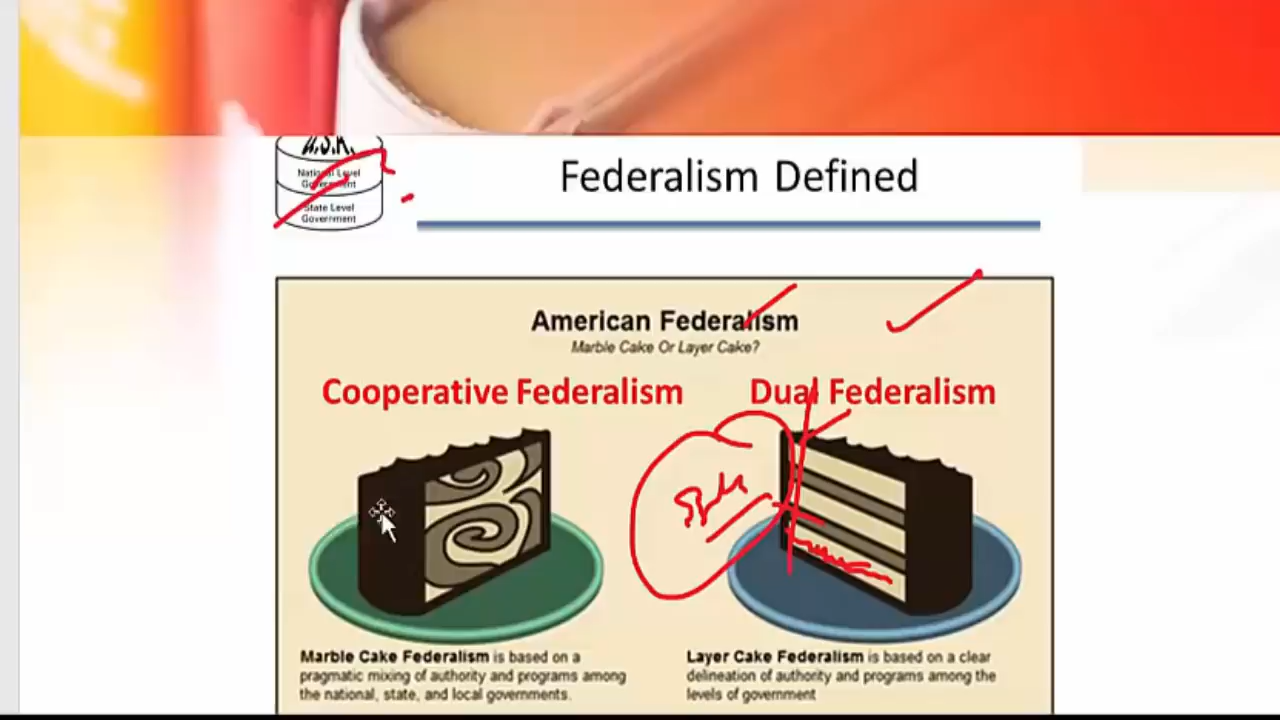 Federalism Defined
National Level
Government
State Level
Government
American Federalism
Marble Cake Or Layer Cake?
Cooperative Federalism
Dual Federalism
Marble Cake Federalism is based on a
pragmatic mixing of authority and programs among
the national, state, and local governments.
Layer Cake Federalism is based on a clear
delineation of authority and programs among the
levels of government